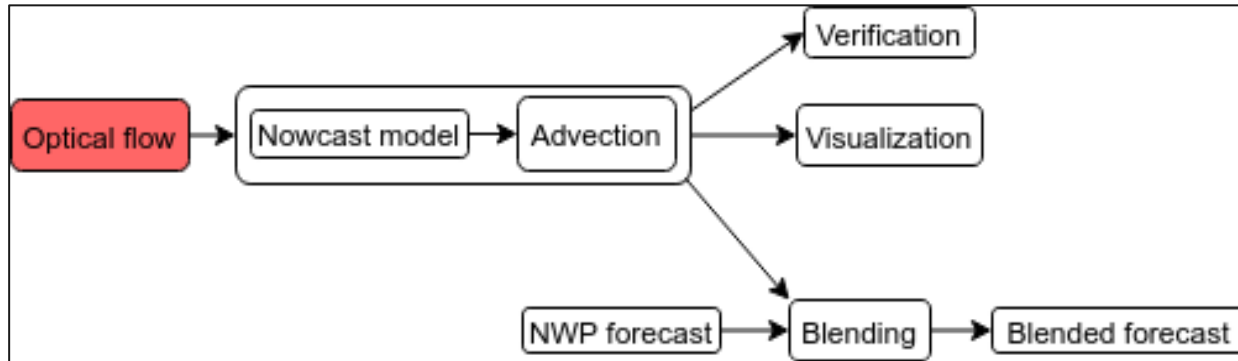 Verification
Optical flow
Nowcast model
Advection
Visualization
NWP forecast
Blending
Blended forecast